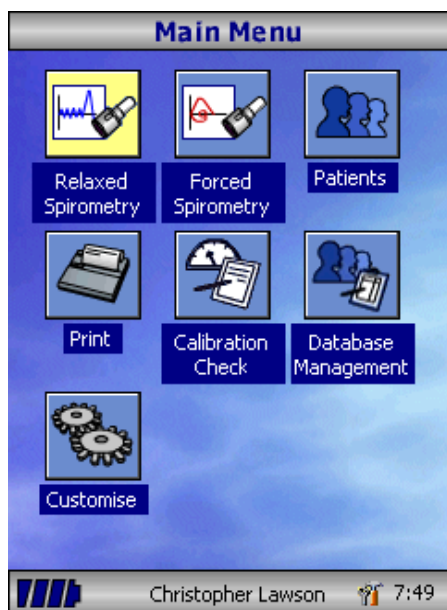 Main Menu
Relaxed
Spirometry
Forced
Spirometry
Patients
Print
Calibration
Check
Database
Management
Customise
Christopher Lawson 7:49